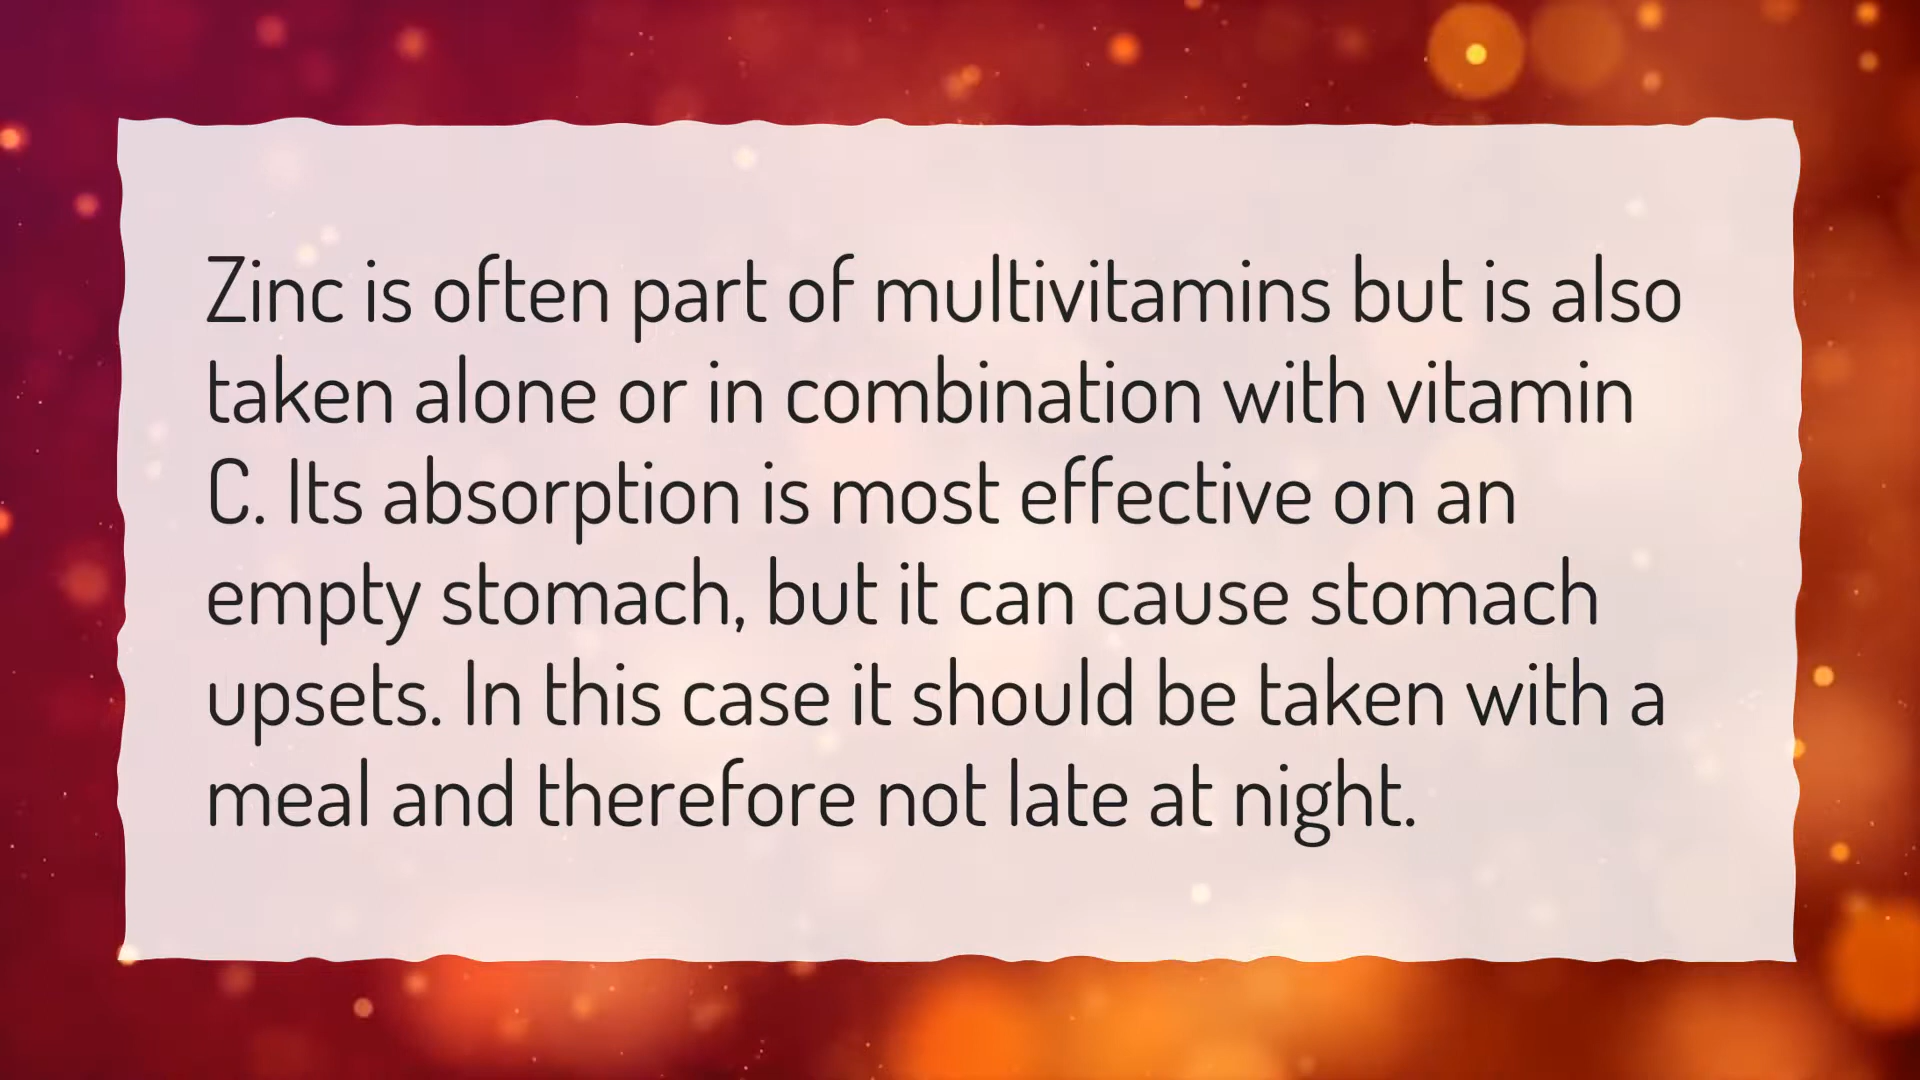 Zinc is often part of multivitamins but is also
taken alone or in combination with vitamin
C. Its absorption is most effective on an
empty stomach, but it can cause stomach
upsets. In this case it should be taken with a
meal and therefore not late at night.